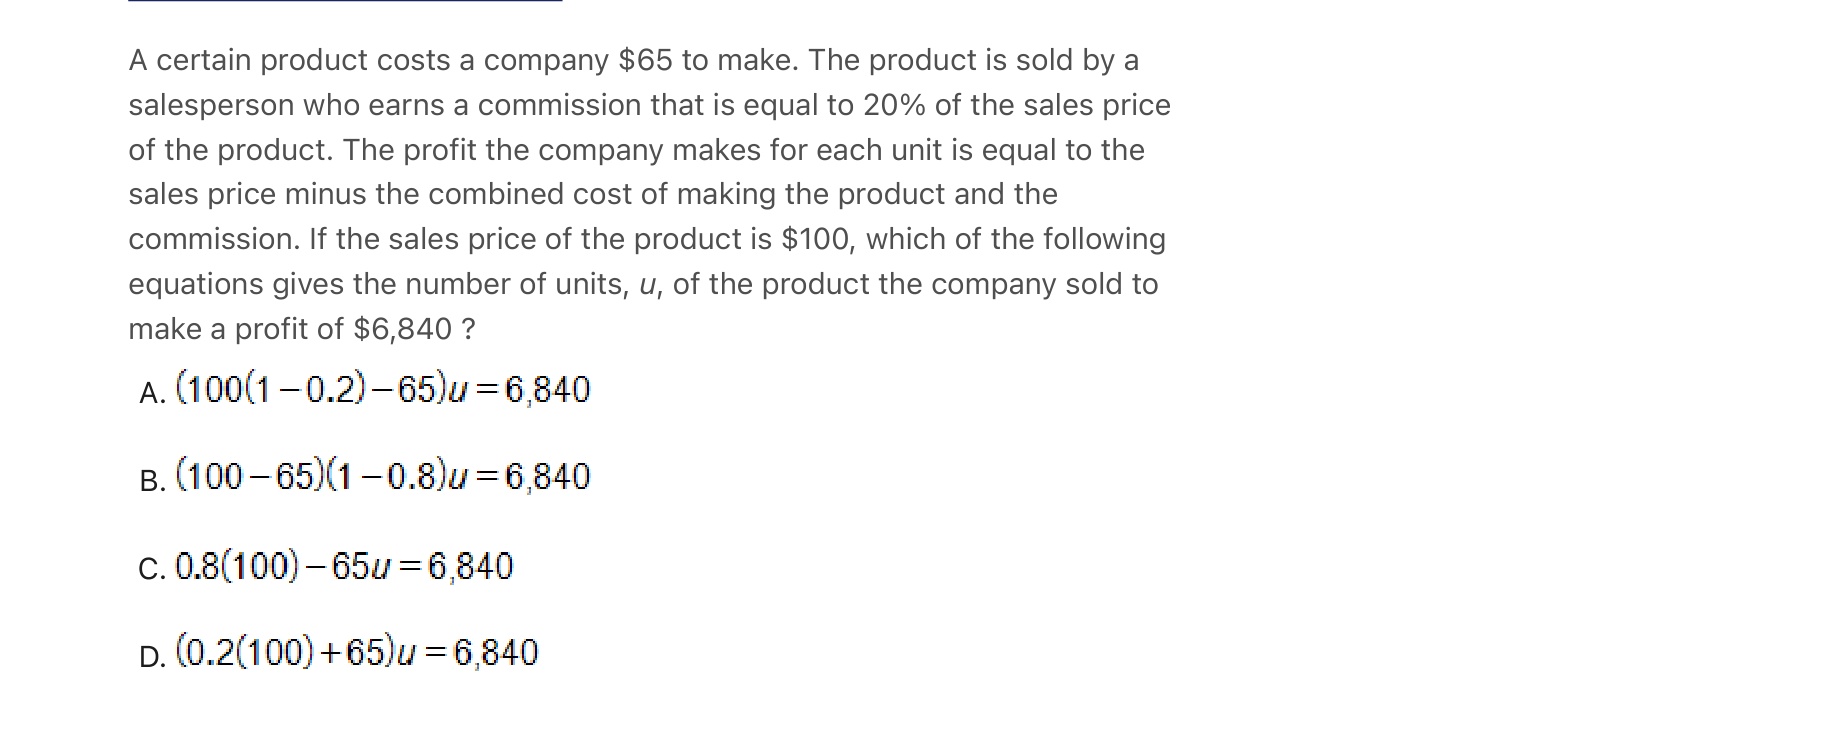 A certain product costs a company $65 to make. The product is sold by a
salesperson who earns a commission that is equal to 20% of the sales price
of the product. The profit the company makes for each unit is equal to the
sales price minus the combined cost of making the product and the
commission. If the sales price of the product is $100, which of the following
equations gives the number of units, u, of the product the company sold to
make a profit of $6,840 ?
A. (100(1−0.2)−65)u=6,840
B. (100−65)(1−0.8)u=6,840
C. 0.8(100)−65u=6,840
D. (0.2(100)+65)u=6,840